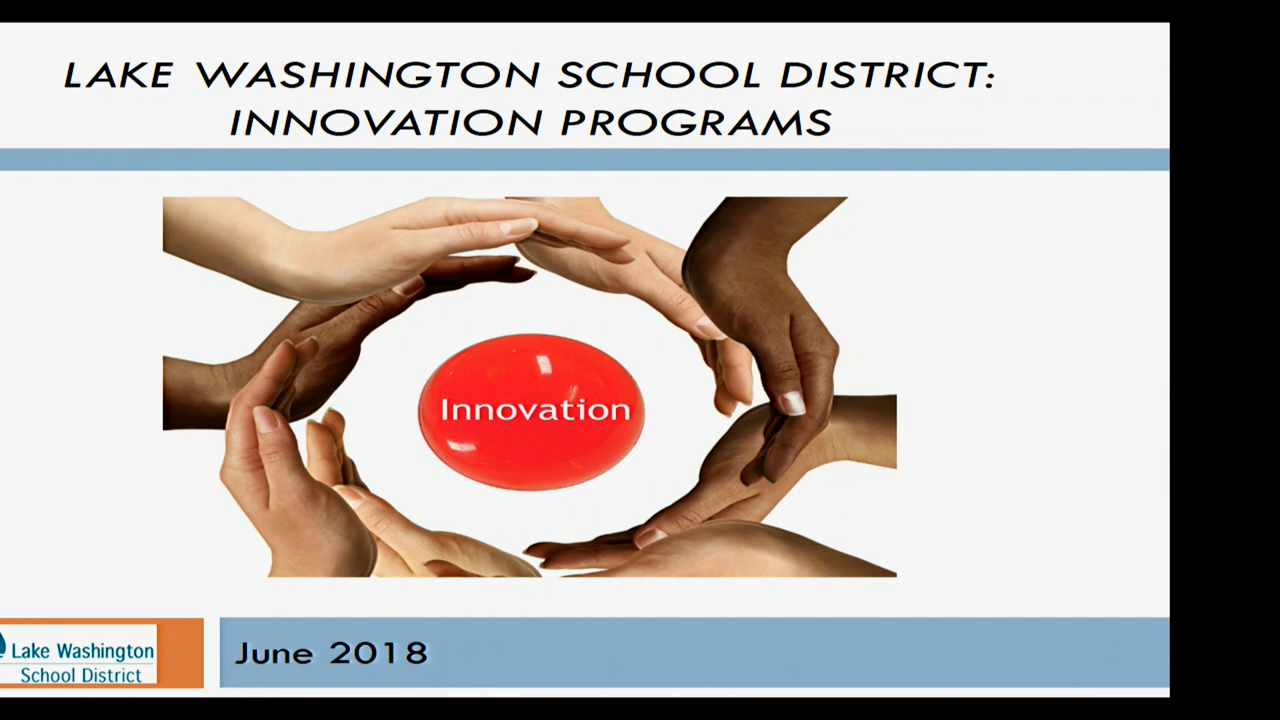 LAKE WASHINGTON SCHOOL DISTRICT:
INNOVATION PROGRAMS
Innovation
Lake Washington
School District
June 2018